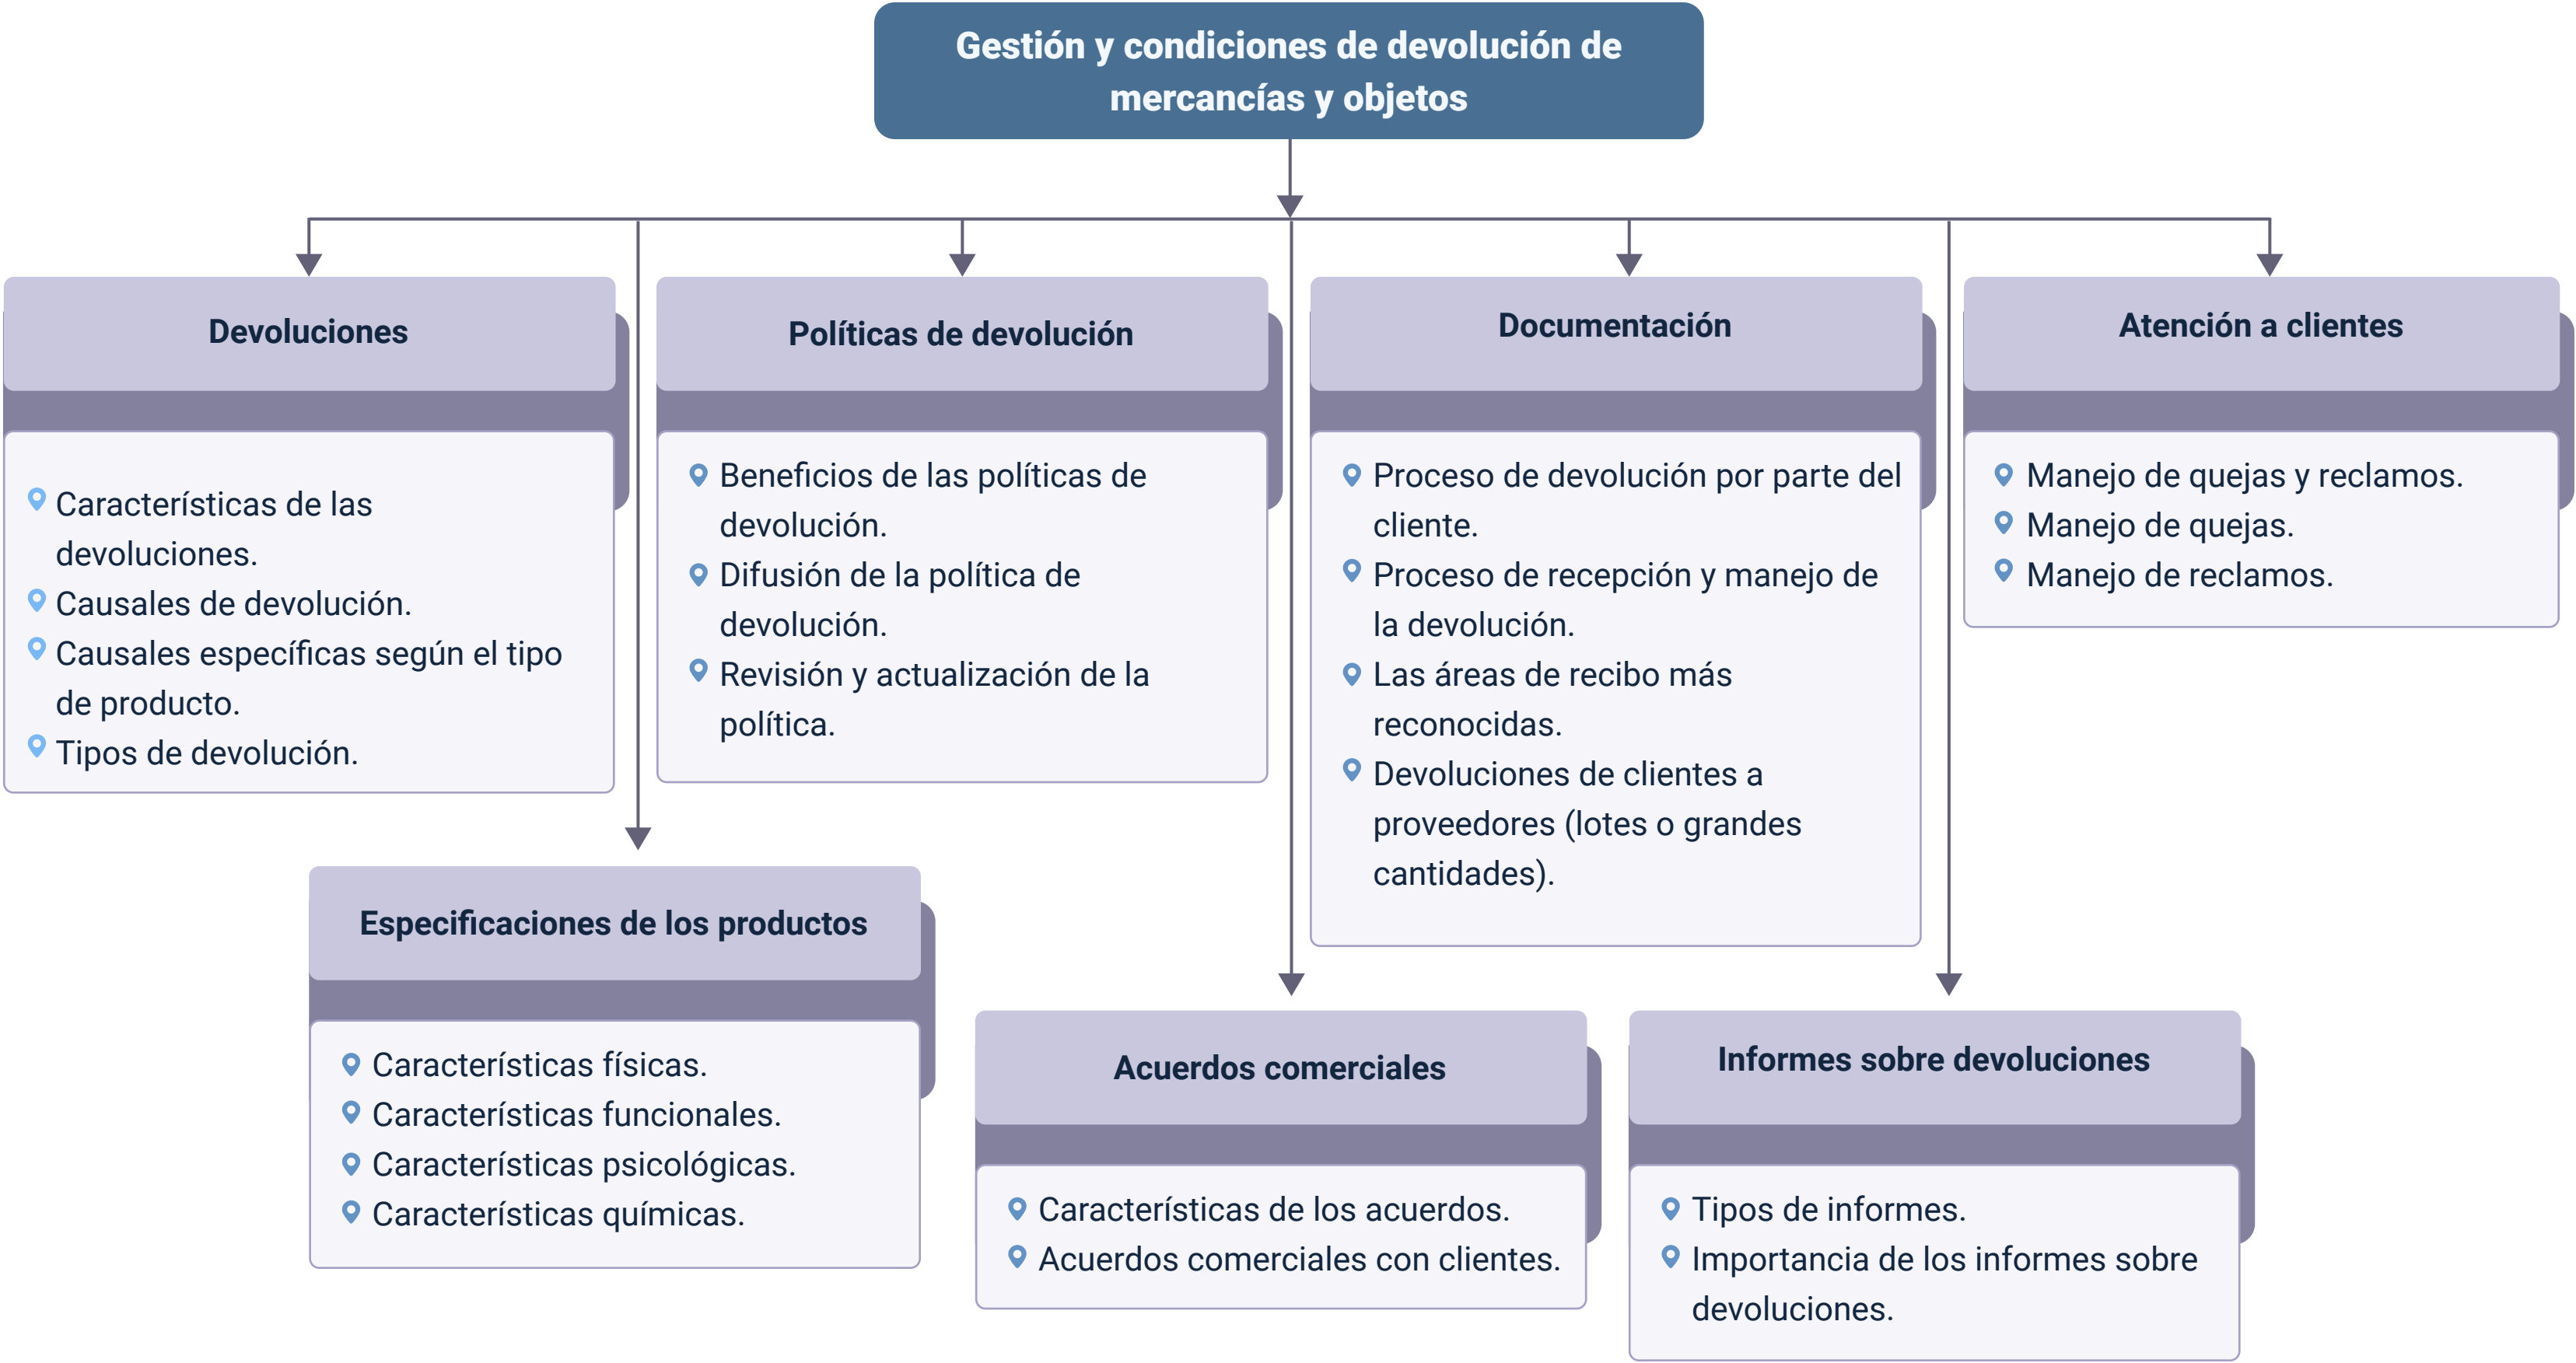 Gestión y condiciones de devolución de
mercancías y objetos
Devoluciones
Características de las
devoluciones.
Causales de devolución.
Causales específicas según el tipo
de producto.
Tipos de devolución.
Políticas de devolución
Beneficios de las políticas de
devolución.
Difusión de la política de
devolución.
Revisión y actualización de la
política.
Documentación
Proceso de devolución por parte del
cliente.
Proceso de recepción y manejo de
la devolución.
Las áreas de recibo más
reconocidas.
Devoluciones de clientes a
proveedores (lotes o grandes
cantidades).
Atención a clientes
Manejo de quejas y reclamos.
Manejo de quejas.
Manejo de reclamos.
Especificaciones de los productos
Características físicas.
Características funcionales.
Características psicológicas.
Características químicas.
Acuerdos comerciales
Características de los acuerdos.
Acuerdos comerciales con clientes.
Informes sobre devoluciones
Tipos de informes.
Importancia de los informes sobre
devoluciones.